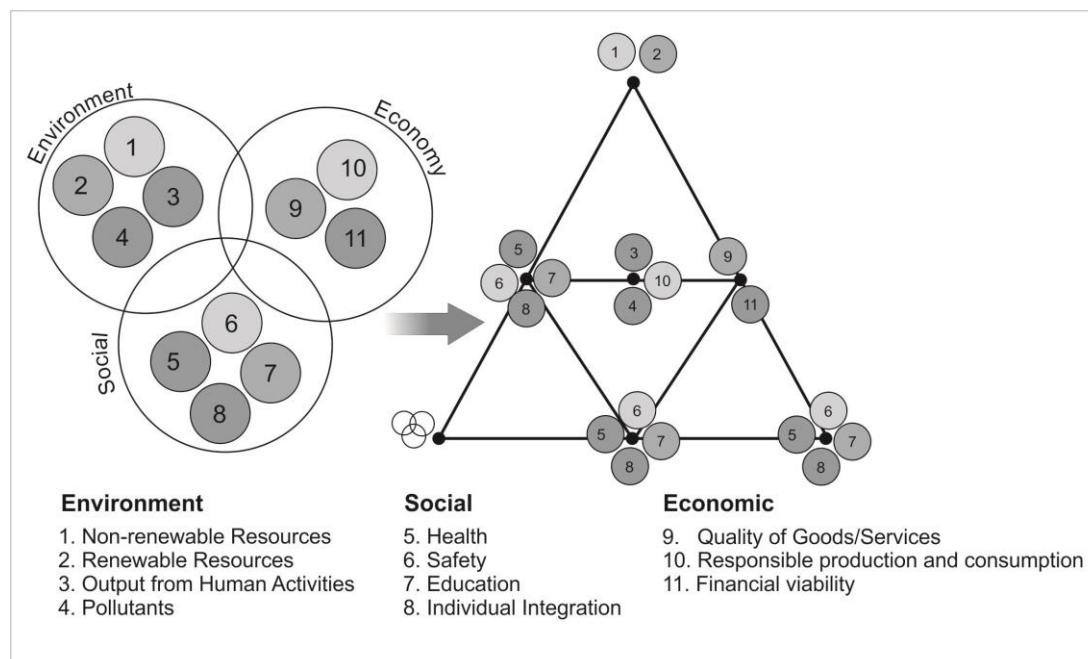 Environment
Economy
Social
1
2
3
4
10
9
11
6
5
7
8
1
2
5
6
7
8
3
10
4
9
11
6
5
7
8
6
5
7
8
Environment
1. Non-renewable Resources
2. Renewable Resources
3. Output from Human Activities
4. Pollutants
Social
5. Health
6. Safety
7. Education
8. Individual Integration
Economic
9. Quality of Goods/Services
10. Responsible production and consumption
11. Financial viability